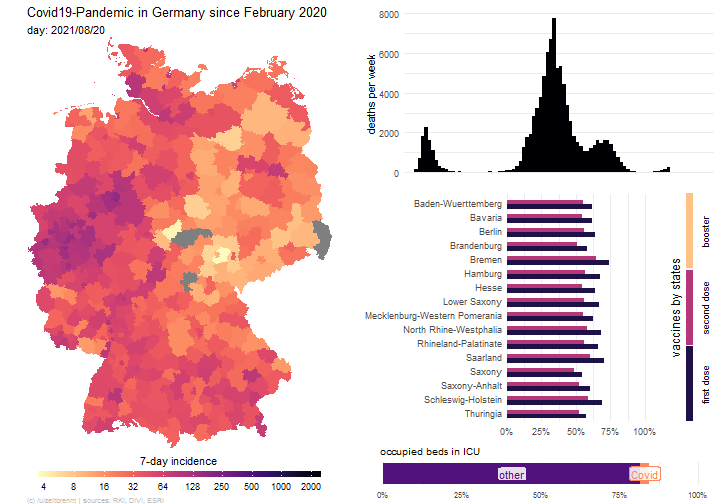 Covid19-Pandemic in Germany since February 2020
day: 2021/08/20
7-day incidence
4 8 16 32 64 125 250 500 1000 2000
(c) /u/zeitbrennt | sources: RKI, DIVI, ESRI
deaths per week
8000
6000
4000
2000
0
Baden-Wuerttemberg
Bavaria
Berlin
Brandenburg
Bremen
Hamburg
Hesse
Lower Saxony
Mecklenburg-Western Pomerania
North Rhine-Westphalia
Rhineland-Palatinate
Saarland
Saxony
Saxony-Anhalt
Schleswig-Holstein
Thuringia
0% 25% 50% 75% 100%
vaccines by states
booster
second dose
first dose
occupied beds in ICU
other Covid
0% 25% 50% 75% 100%